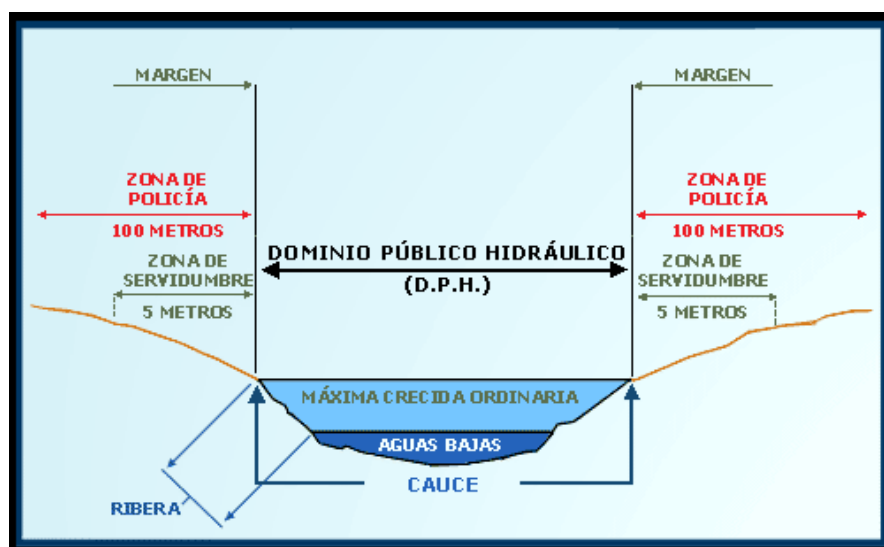 MARGEN
MARGEN
ZONA DE
POLICÍA
100 METROS
ZONA DE
POLICÍA
100 METROS
DOMINIO PÚBLICO HIDRÁULICO
(D.P.H.)
ZONA DE
SERVIDUMBRE
5 METROS
ZONA DE
SERVIDUMBRE
5 METROS
MÁXIMA CRECIDA ORDINARIA
AGUAS BAJAS
CAUCE
RIBERA